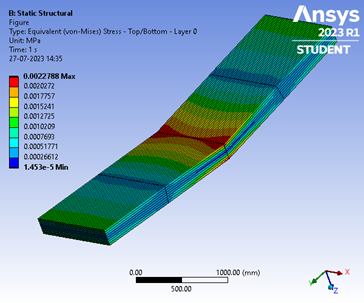 B: Static Structural
Figure
Type: Equivalent (von-Mises) Stress - Top/Bottom - Layer 0
Unit: MPa
Time: 1 s
27-07-2023 14:35
Ansys
2023 R1
STUDENT
0.0022788 Max
0.0020272
0.0017757
0.0015241
0.0012725
0.0010209
0.0007693
0.00051771
0.00026612
1.453e-5 Min
0.00
1000.00 (mm)
500.00
X
Y
Z